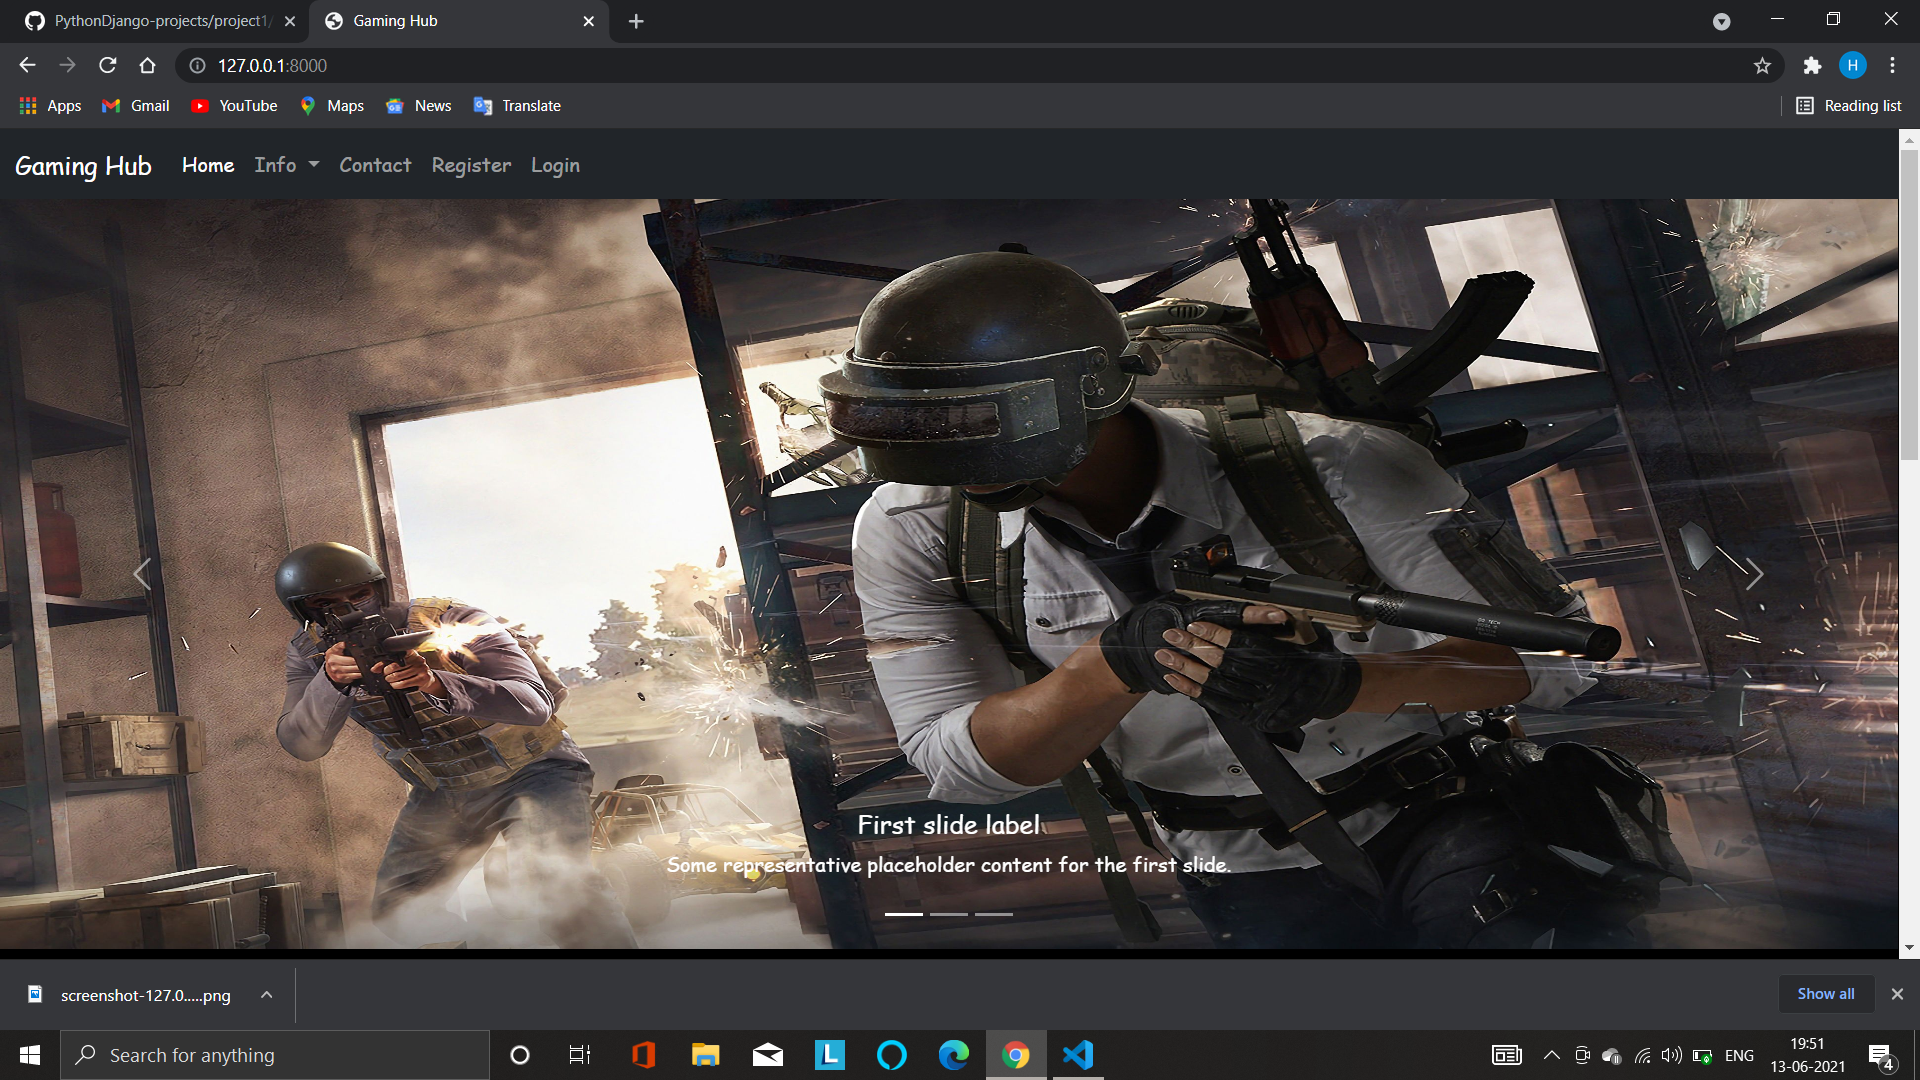 PythonDjango-projects/project1/
Gaming Hub
127.0.0.1:8000
H
Apps
Gmail
YouTube
Maps
News
Translate
Reading list
Gaming Hub
Home
Info
Contact
Register
Login
First slide label
Some representative placeholder content for the first slide.
screenshot-127.0.....png
Show all
Search for anything
L
ENG
19:51
13-06-2021
4